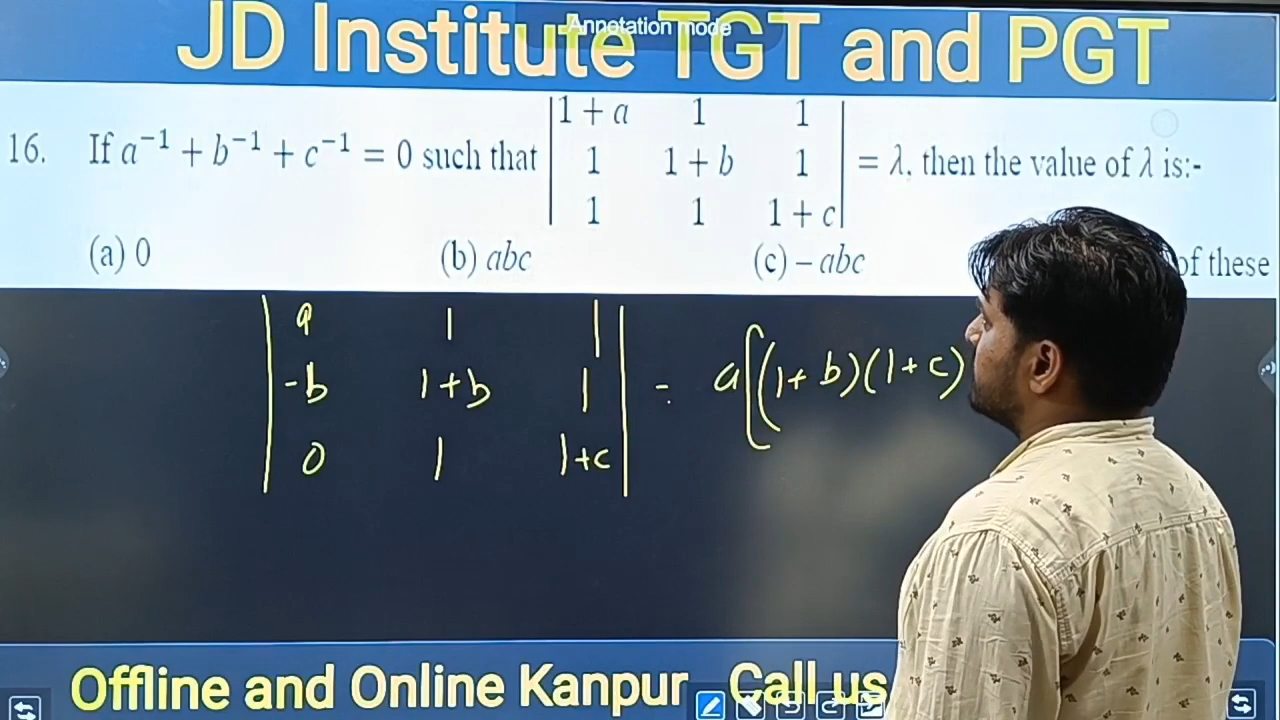 Annotation mode
JD Institute TGT and PGT
16. If a⁻¹ + b⁻¹ + c⁻¹ = 0 such that |1 + a 1 1| = λ, then the value of λ is:-
|1 1 + b 1|
|1 1 1 + c|
(a) 0 (b) abc (c) – abc of these
|a 1 1| = a[(1+b)(1+c)
|-b 1+b 1|
|0 1 1+c|
Offline and Online Kanpur Call us